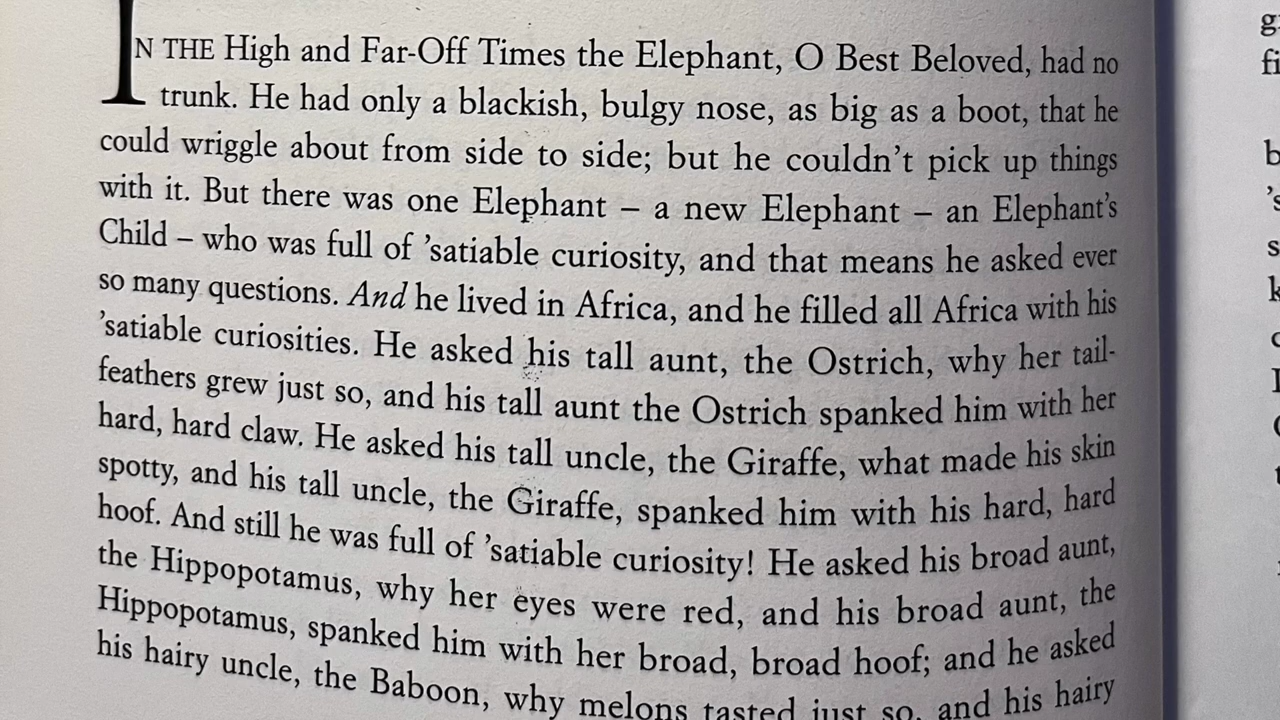 IN THE High and Far-Off Times the Elephant, O Best Beloved, had no
trunk. He had only a blackish, bulgy nose, as big as a boot, that he
could wriggle about from side to side; but he couldn't pick up things
with it. But there was one Elephant – a new Elephant – an Elephant's
Child – who was full of 'satiable curiosity, and that means he asked ever
so many questions. And he lived in Africa, and he filled all Africa with his
'satiable curiosities. He asked his tall aunt, the Ostrich, why her tail-
feathers grew just so, and his tall aunt the Ostrich spanked him with her
hard, hard claw. He asked his tall uncle, the Giraffe, what made his skin
spotty, and his tall uncle, the Giraffe, spanked him with his hard, hard
hoof. And still he was full of 'satiable curiosity! He asked his broad aunt,
the Hippopotamus, why her eyes were red, and his broad aunt, the
Hippopotamus, spanked him with her broad, broad hoof; and he asked
his hairy uncle, the Baboon, why melons tasted just so, and his hairy